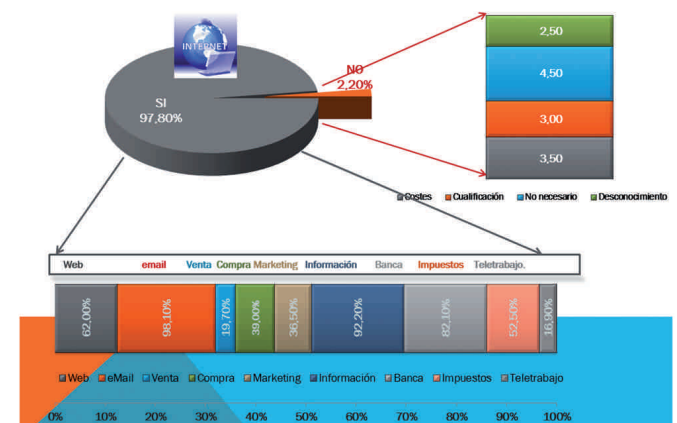 INTERNET
SI
97,80%
NO
2,20%
2,50
4,50
3,00
3,50
Costes Cualificación No necesario Desconocimiento
Web email Venta Compra Marketing Información Banca Impuestos Teletrabajo.
62,00% 98,10% 19,70% 39,00% 36,50% 92,20% 82,10% 52,50% 16,90%
Web eMail Venta Compra Marketing Información Banca Impuestos Teletrabajo
0% 10% 20% 30% 40% 50% 60% 70% 80% 90% 100%